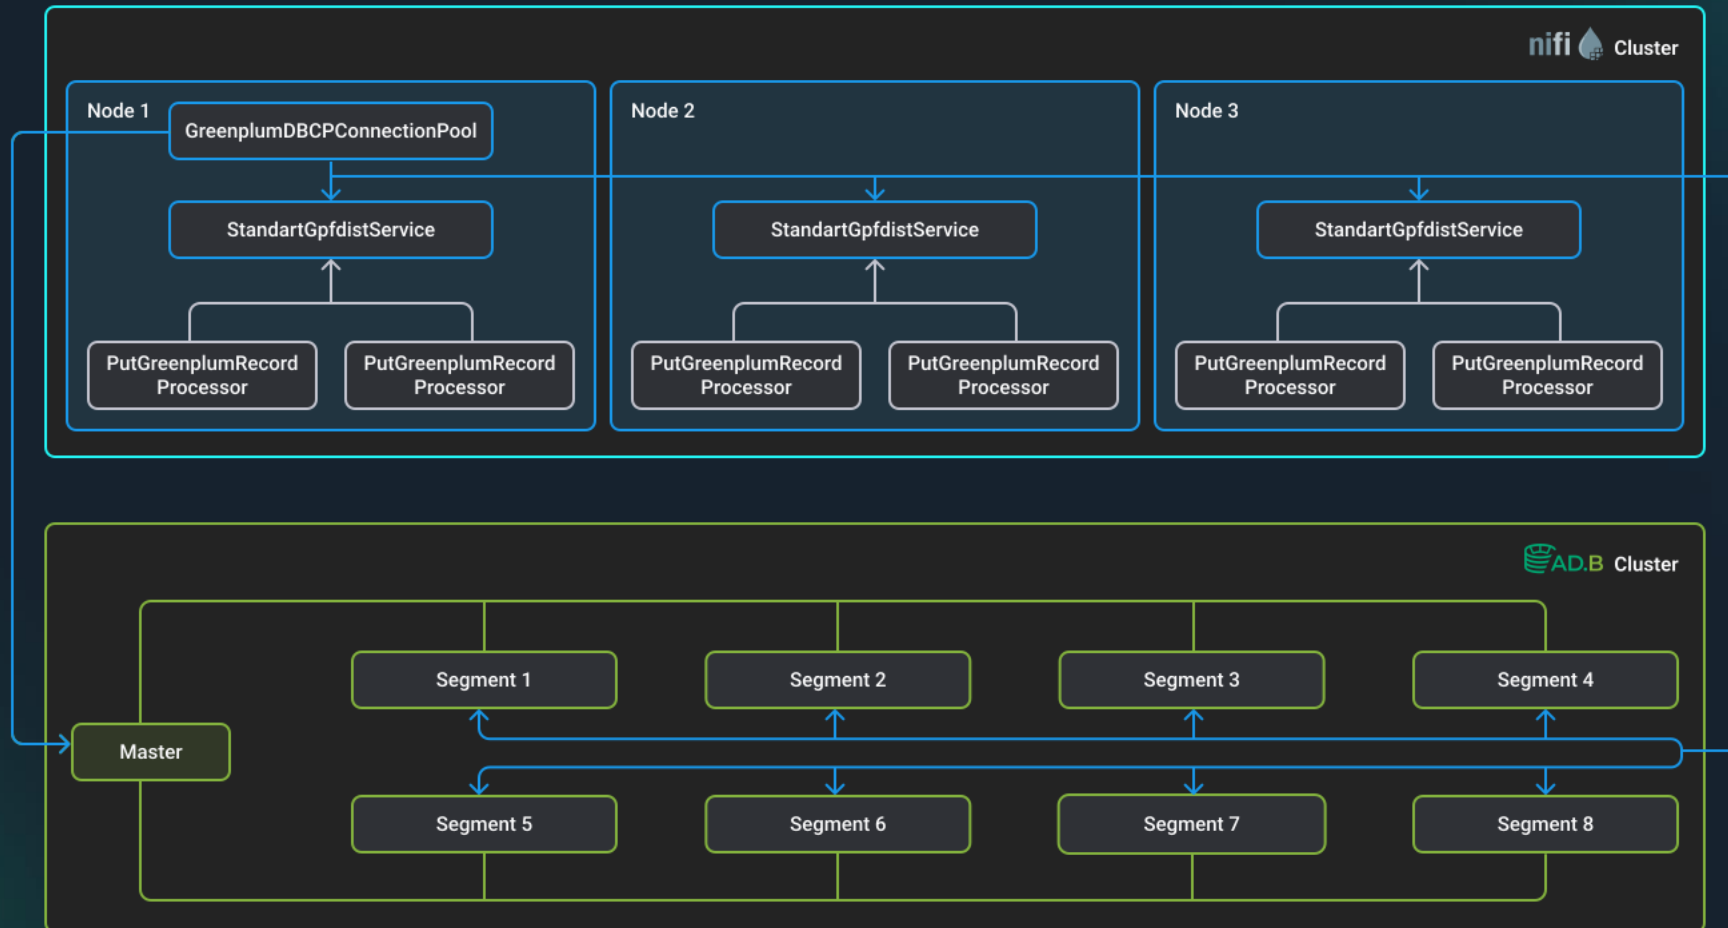 nifi Cluster
Node 1
GreenplumDBCPConnectionPool
StandartGpfdistService
PutGreenplumRecord
Processor
PutGreenplumRecord
Processor
Node 2
StandartGpfdistService
PutGreenplumRecord
Processor
PutGreenplumRecord
Processor
Node 3
StandartGpfdistService
PutGreenplumRecord
Processor
PutGreenplumRecord
Processor
AD.B Cluster
Segment 1
Segment 2
Segment 3
Segment 4
Master
Segment 5
Segment 6
Segment 7
Segment 8